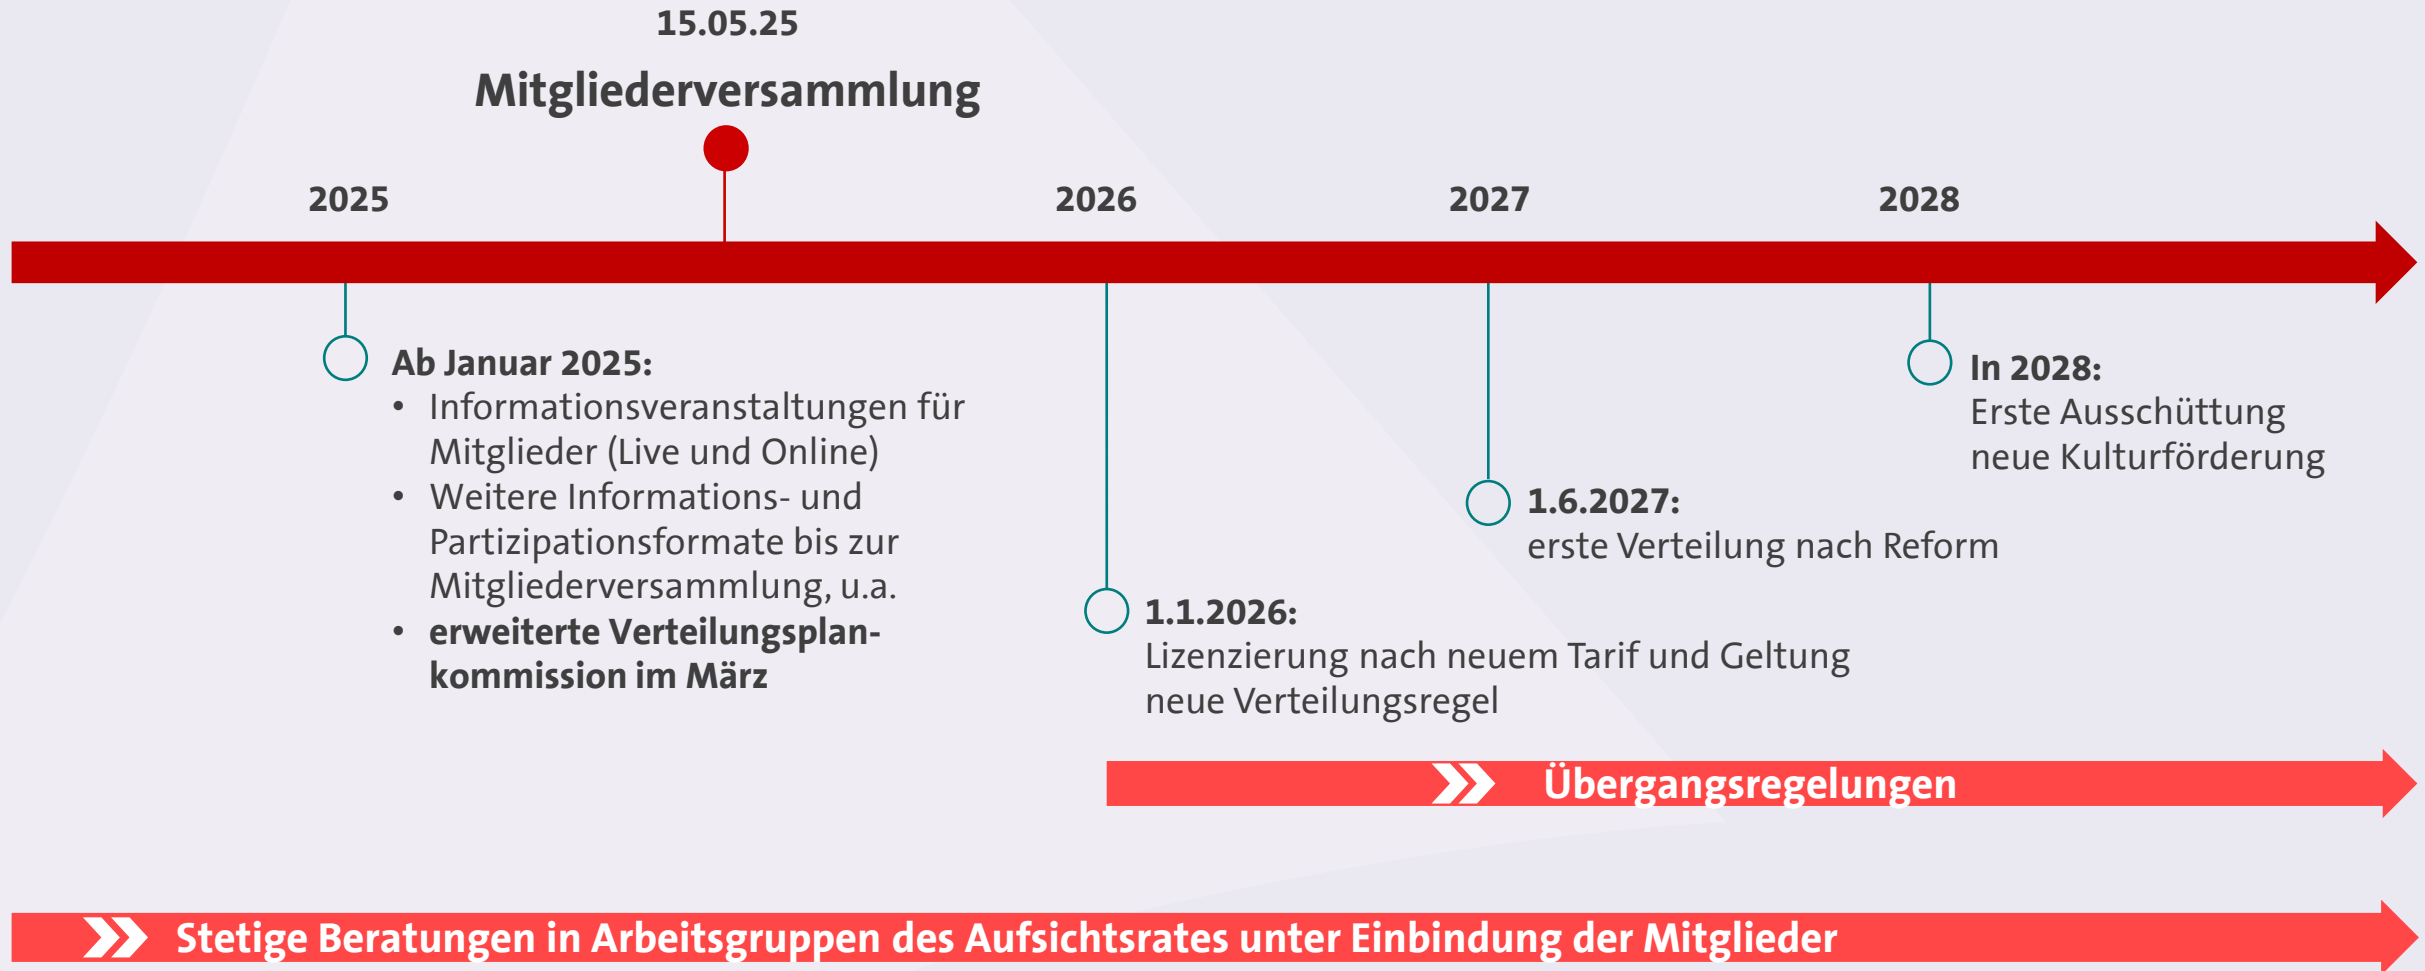 15.05.25
Mitgliederversammlung
2025
2026
2027
2028
Ab Januar 2025:
• Informationsveranstaltungen für
Mitglieder (Live und Online)
• Weitere Informations- und
Partizipationsformate bis zur
Mitgliederversammlung, u.a.
• erweiterte Verteilungsplan-
kommission im März
1.1.2026:
Lizenzierung nach neuem Tarif und Geltung
neue Verteilungsregel
1.6.2027:
erste Verteilung nach Reform
In 2028:
Erste Ausschüttung
neue Kulturförderung
Übergangsregelungen
Stetige Beratungen in Arbeitsgruppen des Aufsichtsrates unter Einbindung der Mitglieder